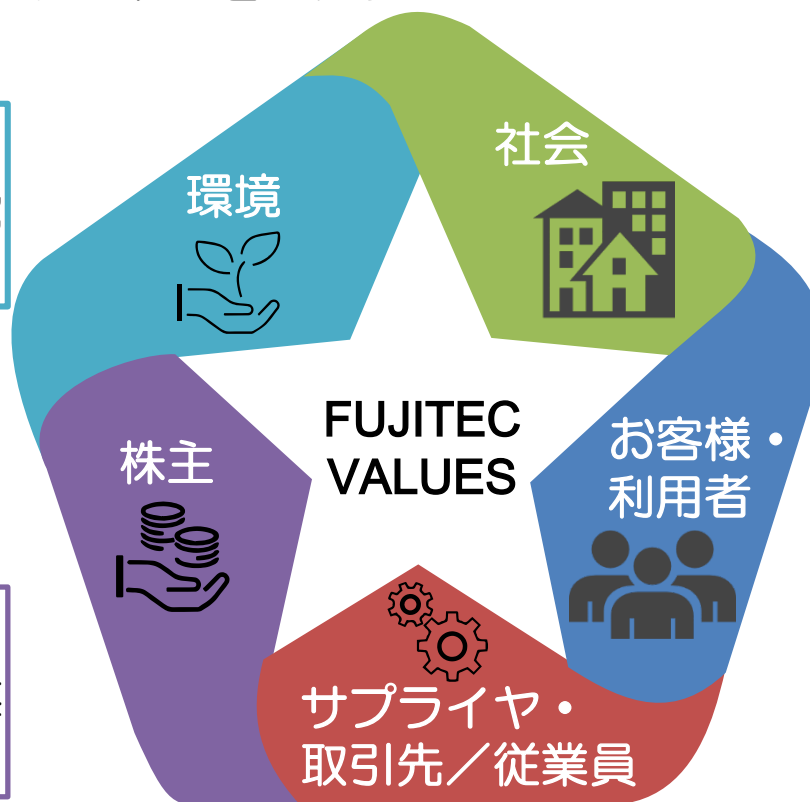 社会
環境
FUJITEC
VALUES
お客様・
利用者
株主
サプライヤ・
取引先／従業員